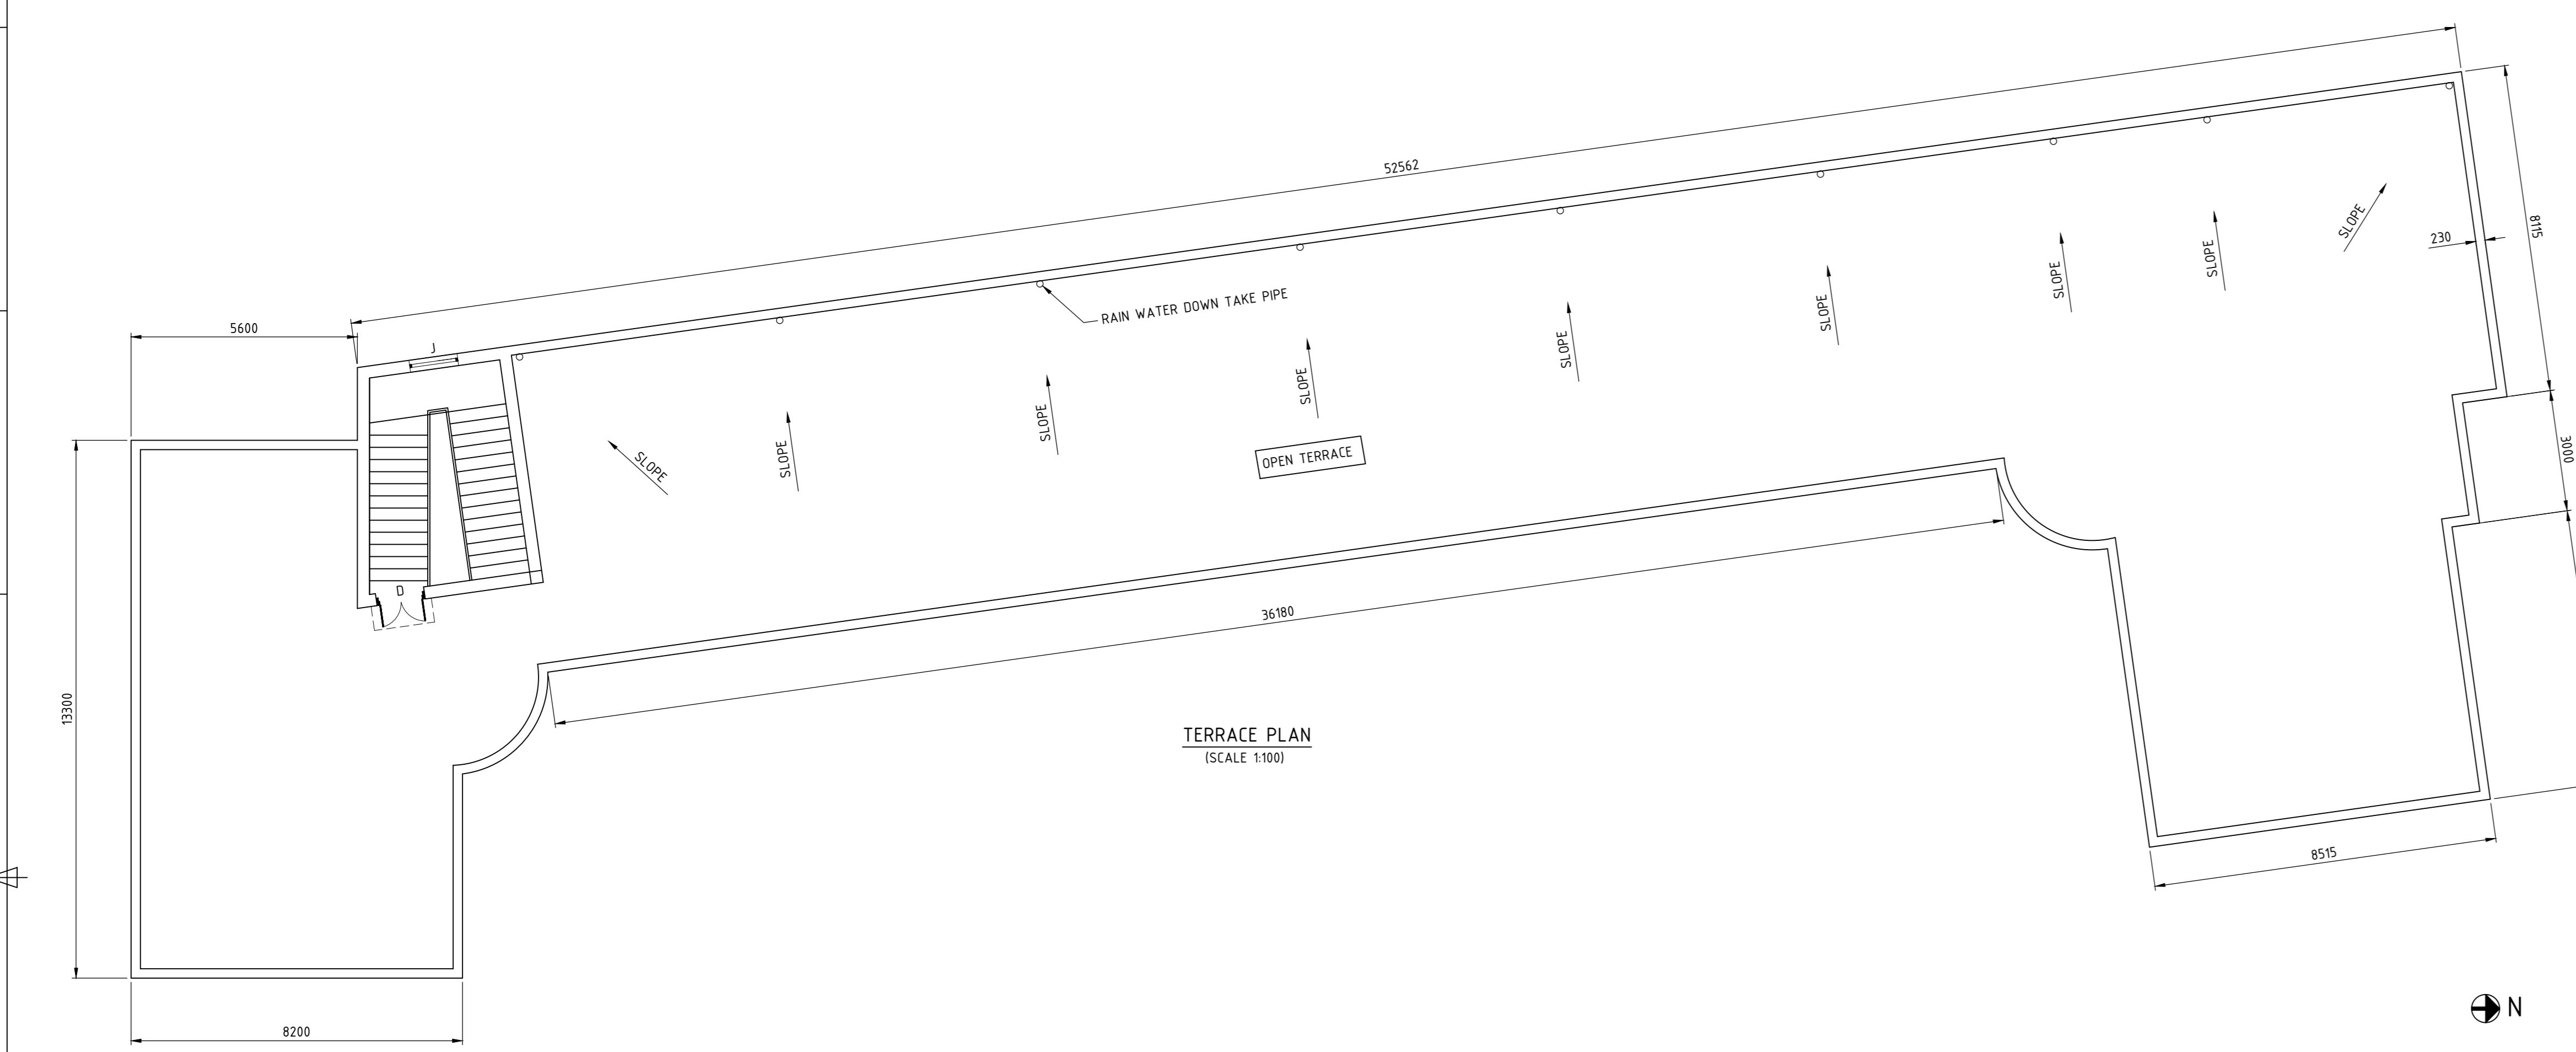 52562
8115
SLOPE
230
SLOPE
SLOPE
SLOPE
RAIN WATER DOWN TAKE PIPE
5600
J
SLOPE
SLOPE
SLOPE
SLOPE
SLOPE
OPEN TERRACE
3000
D
36180
13300
TERRACE PLAN
(SCALE 1:100)
8515
N
8200